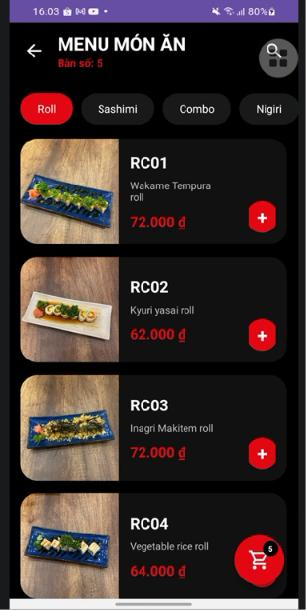 16.03
80%
MENU MÓN ĂN
Bàn số: 5
Roll
Sashimi
Combo
Nigiri
RC01
Wakame Tempura
roll
72.000 ₫
+
RC02
Kyuri yasai roll
62.000 ₫
+
RC03
Inagri Makitem roll
72.000 ₫
+
RC04
Vegetable rice roll
64.000 ₫
5